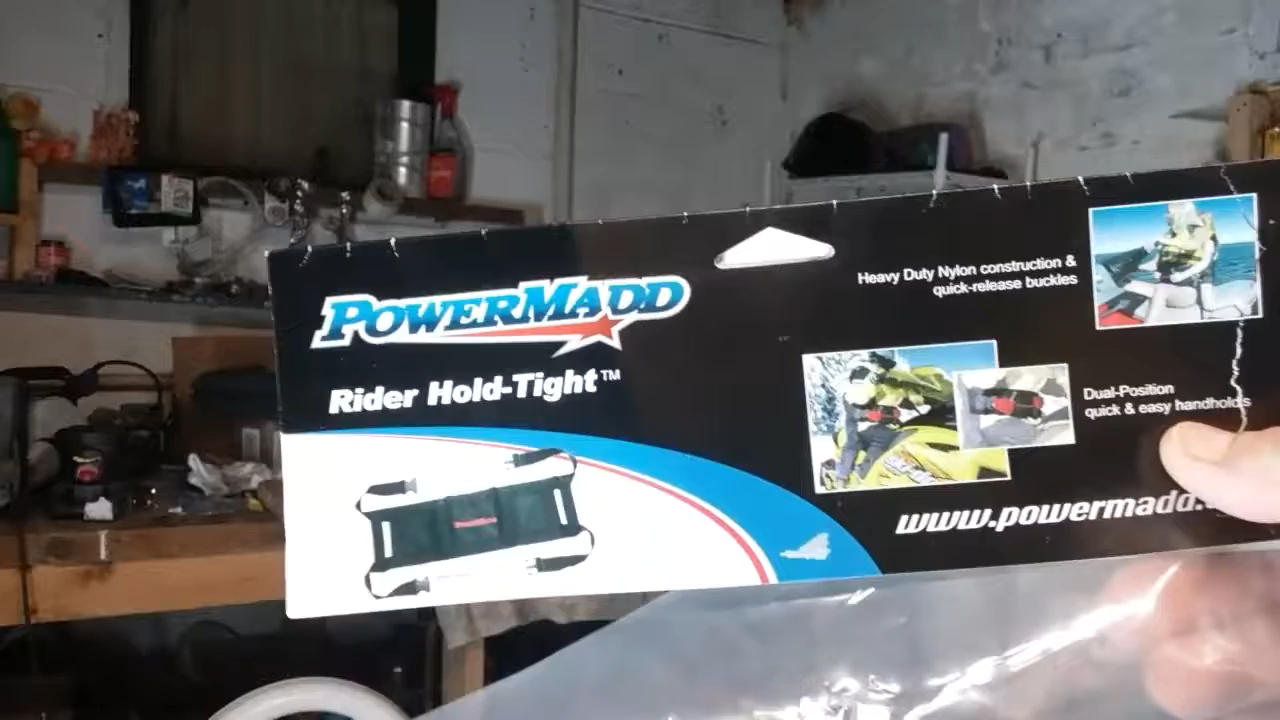 POWERMADD
Rider Hold-Tight™
Heavy Duty Nylon construction &
quick-release buckles
Dual-Position
quick & easy handholds
www.powermadd.